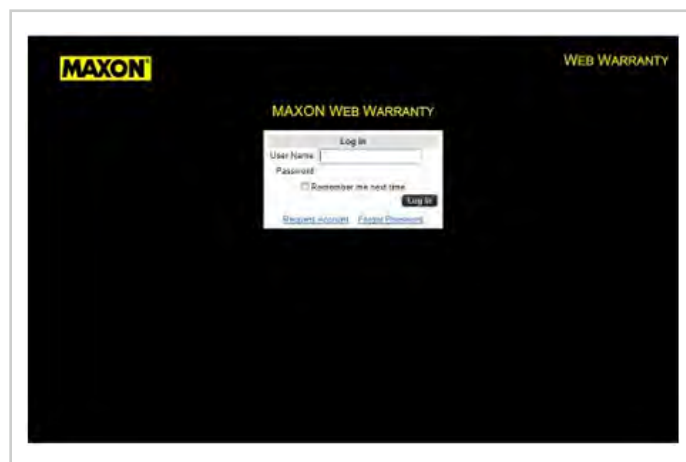 MAXON
WEB WARRANTY
MAXON WEB WARRANTY
Log In
User Name
Password
Remember me next time
Log In
Request Account Forgot Password